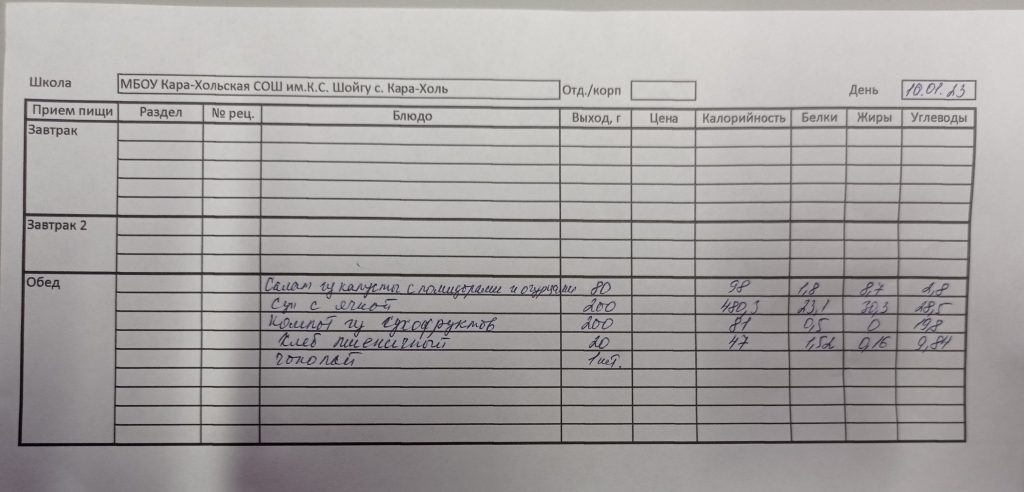 Школа МБОУ Кара-Хольская СОШ им.К.С. Шойгу с. Кара-Холь Отд./корп День 10.01.23
Прием пищи Раздел № рец. Блюдо Выход, г Цена Калорийность Белки Жиры Углеводы
Завтрак
Завтрак 2
Обед Салат из капусты с помидорами и огурцами 80 98 1,8 8,7 2,8
Суп с 200 480,3 23,1 30,3 28,5
Компот из сухофруктов 200 81 0,5 0 19,8
Хлеб пшеничный 20 47 1,52 0,16 9,84
Чокопай 1 шт.